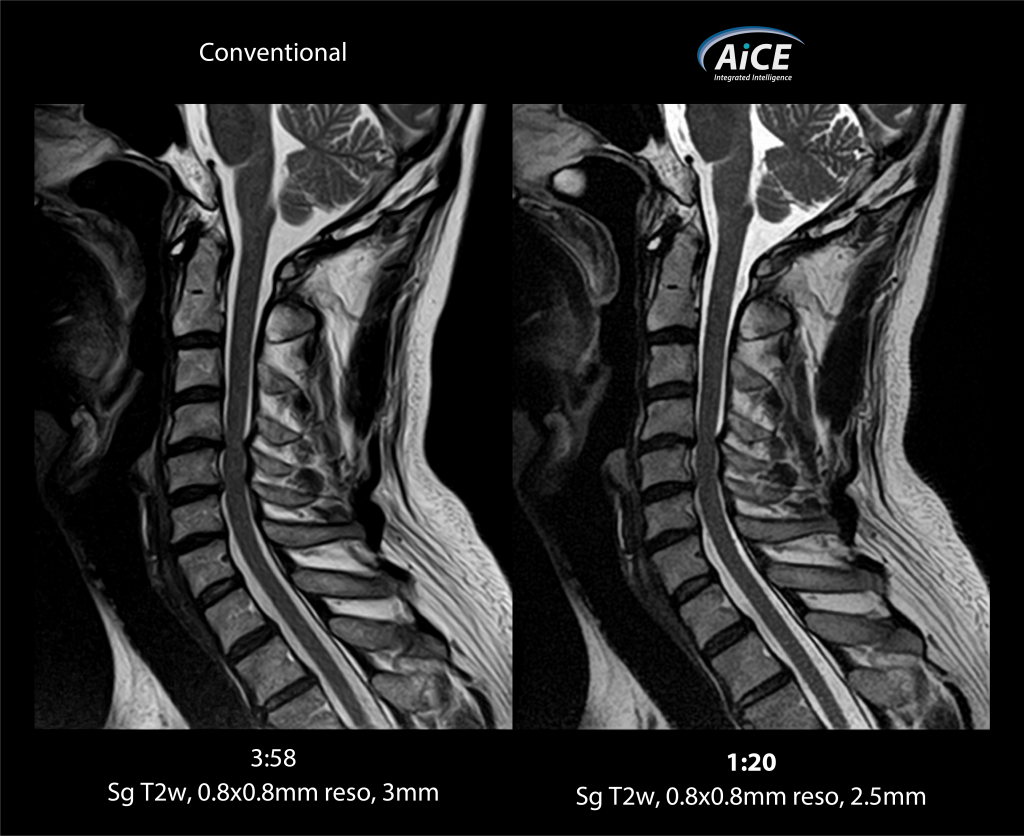 Conventional
AiCE
Integrated Intelligence
3:58
Sg T2w, 0.8x0.8mm reso, 3mm
1:20
Sg T2w, 0.8x0.8mm reso, 2.5mm